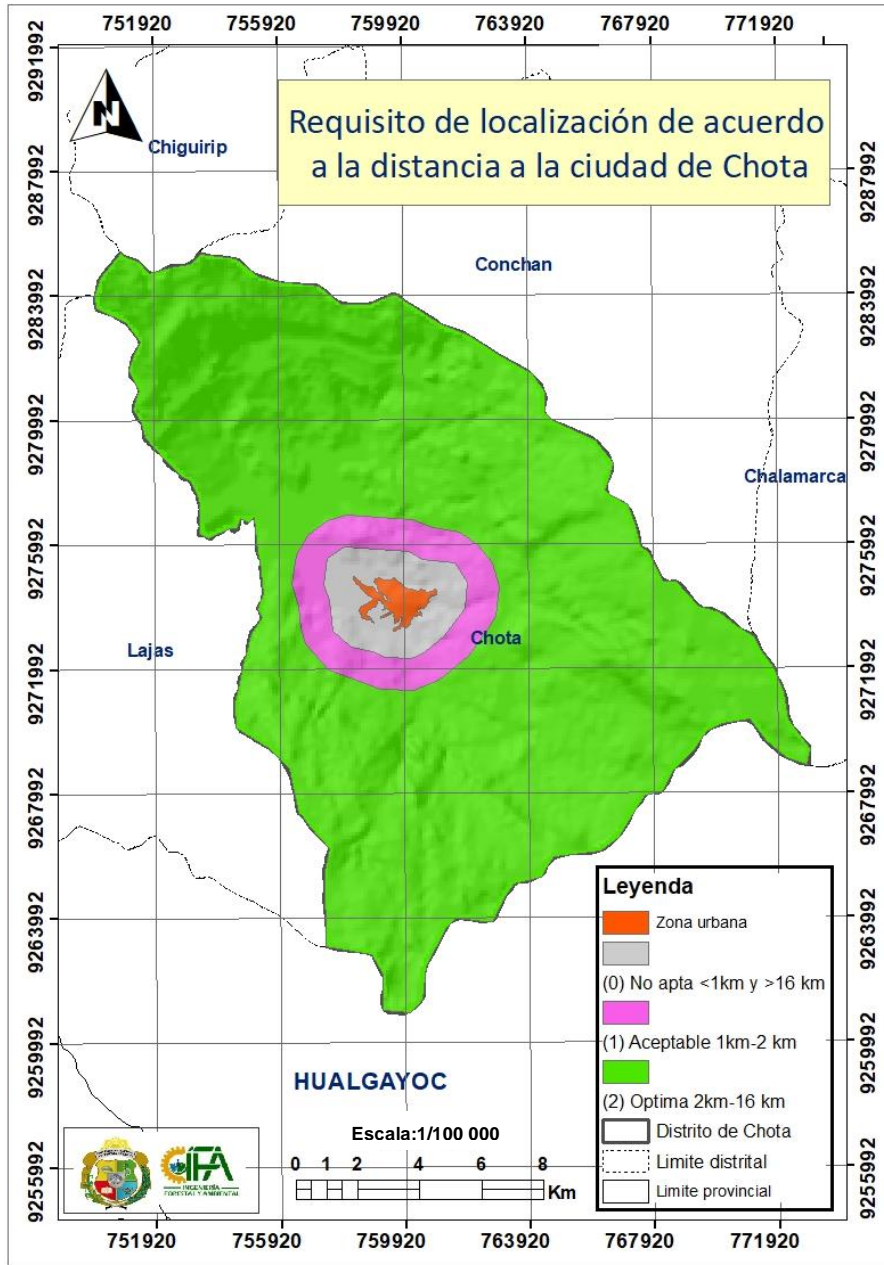 751920 755920 759920 763920 767920 771920
9291992
N
Requisito de localización de acuerdo
a la distancia a la ciudad de Chota
Chiguirip
9287992 9287992
Conchan
9283992 9283992
9279992 9279992
Chalamarca
9275992 9275992
Chota
Lajas
9271992 9271992
9267992 9267992
Leyenda
Zona urbana
(0) No apta <1km y >16 km
(1) Aceptable 1km-2 km
(2) Optima 2km-16 km
Distrito de Chota
Limite distrital
Limite provincial
9263992 9263992
9259992 9259992
HUALGAYOC
Escala:1/100 000
0 1 2 4 6 8
Km
IFA
INGENIERÍA
FORESTAL Y AMBIENTAL
9255992 9255992
751920 755920 759920 763920 767920 771920